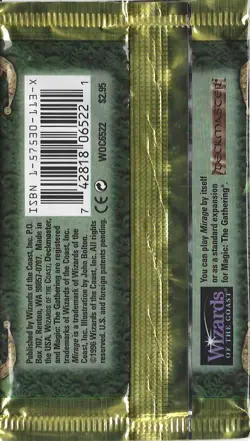 ISBN 1-57530-113-X
7 42818 06522 1
WOC6522 $2.95
CE
Published by Wizards of the Coast, Inc. P.O.
Box 707, Renton, WA 98057-0707. Made in
the USA. WIZARDS OF THE COAST, Deckmaster,
and Magic: The Gathering are registered
trademarks of Wizards of the Coast, Inc.
Mirage is a trademark of Wizards of the
Coast, Inc. Illustration by John Bolton.
©1996 Wizards of the Coast, Inc. All rights
reserved. U.S. and foreign patents pending.
DECKMASTER
You can play Mirage by itself
or as a standard expansion
for Magic: The Gathering.
Wizards
OF THE COAST